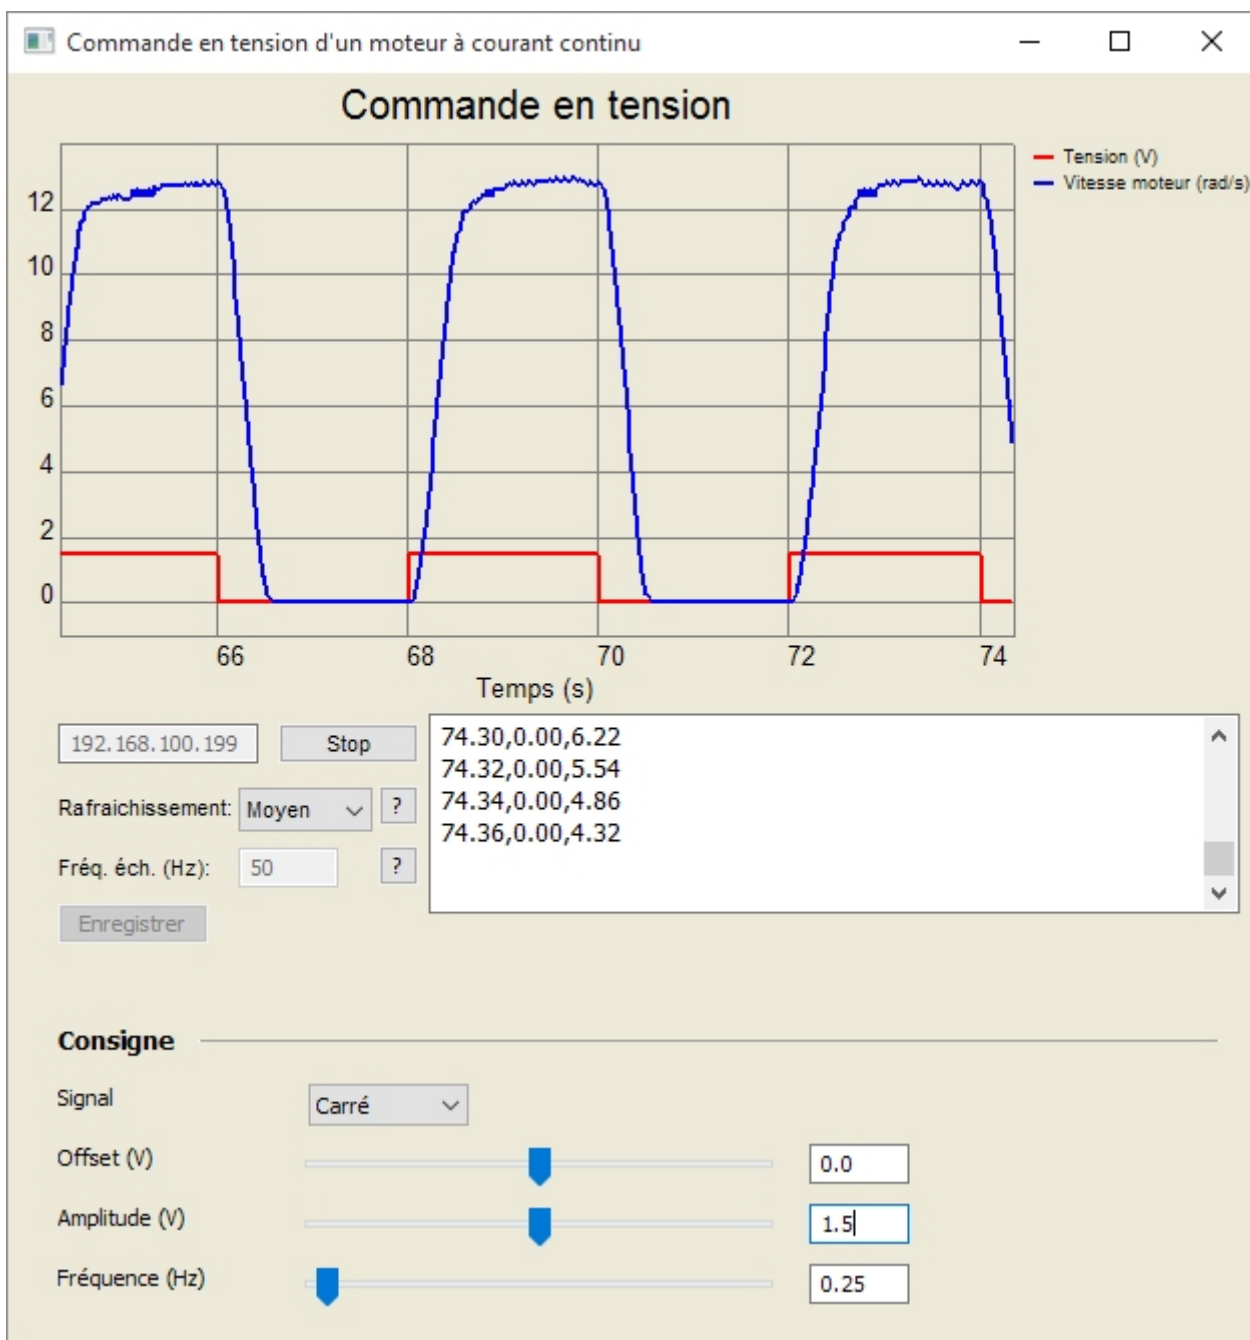 Commande en tension d'un moteur à courant continu
Commande en tension
Tension (V)
Vitesse moteur (rad/s)
12
10
8
6
4
2
0
66 68 70 72 74
Temps (s)
192.168.100.199 Stop
74.30,0.00,6.22
74.32,0.00,5.54
74.34,0.00,4.86
74.36,0.00,4.32
Rafraichissement: Moyen ?
Fréq. éch. (Hz): 50 ?
Enregistrer
Consigne
Signal Carré
Offset (V) 0.0
Amplitude (V) 1.5
Fréquence (Hz) 0.25